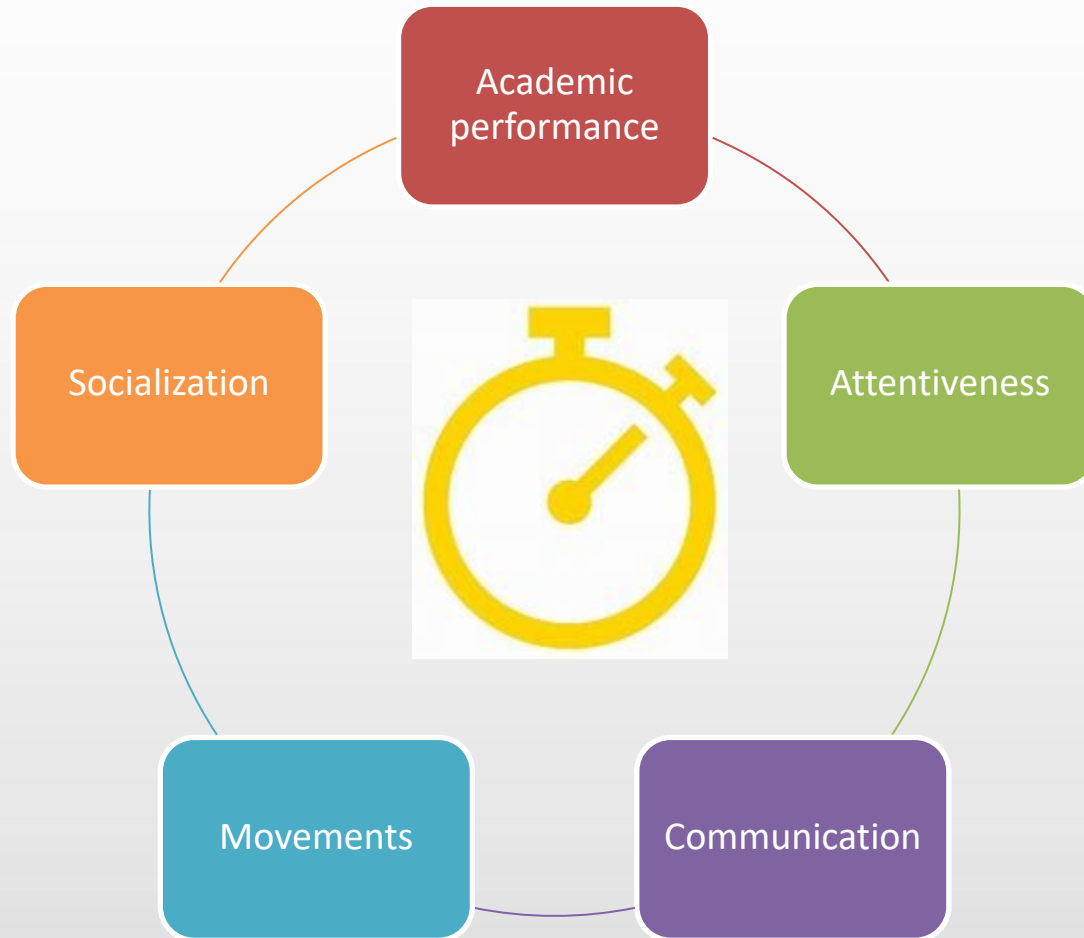 Academic
performance
Attentiveness
Communication
Movements
Socialization